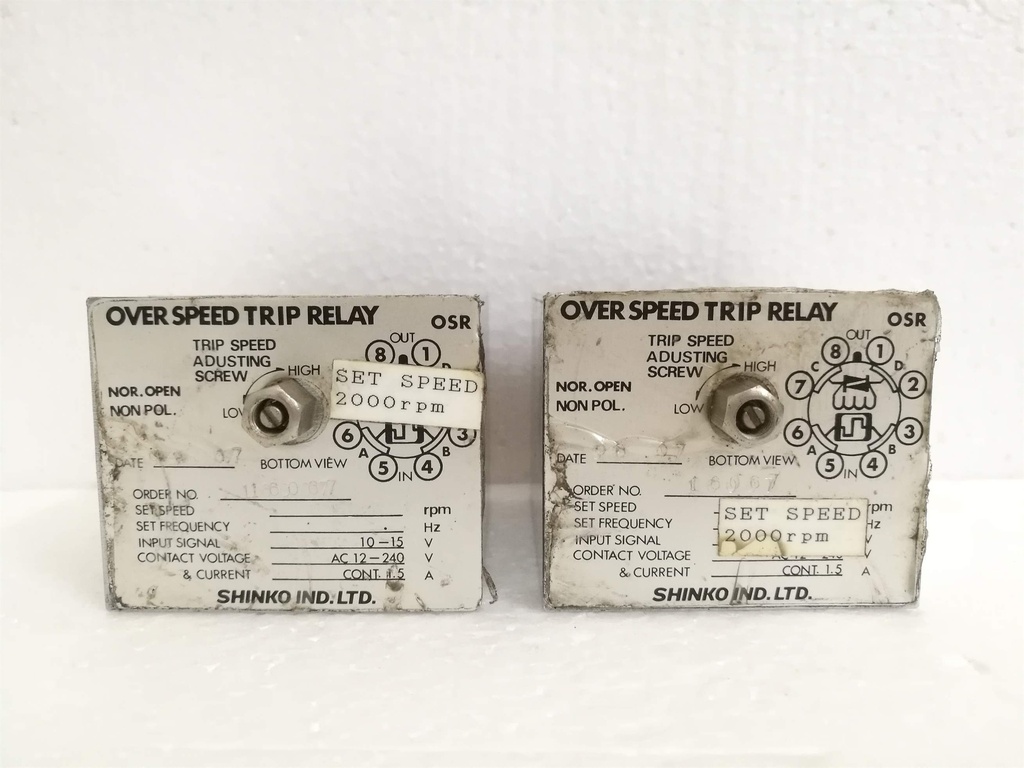 OVER SPEED TRIP RELAY
OSR
TRIP SPEED
ADUSTING
SCREW
HIGH
LOW
OUT
8 1
NOR. OPEN
NON POL.
SET SPEED
2000rpm
6 3
A
5 IN 4
DATE
BOTTOM VIEW
ORDER NO.
SET SPEED rpm
SET FREQUENCY Hz
INPUT SIGNAL 10-15 V
CONTACT VOLTAGE AC 12-240 V
& CURRENT CONT. 1.5 A
SHINKO IND. LTD.
OVER SPEED TRIP RELAY
OSR
TRIP SPEED
ADUSTING
SCREW
HIGH
LOW
OUT
8 1
C D
7 2
6 3
A B
5 IN 4
NOR. OPEN
NON POL.
DATE
BOTTOM VIEW
ORDER NO. 16067
SET SPEED rpm
SET FREQUENCY Hz
INPUT SIGNAL V
CONTACT VOLTAGE V
& CURRENT CONT. 1.5 A
SET SPEED
2000rpm
SHINKO IND. LTD.